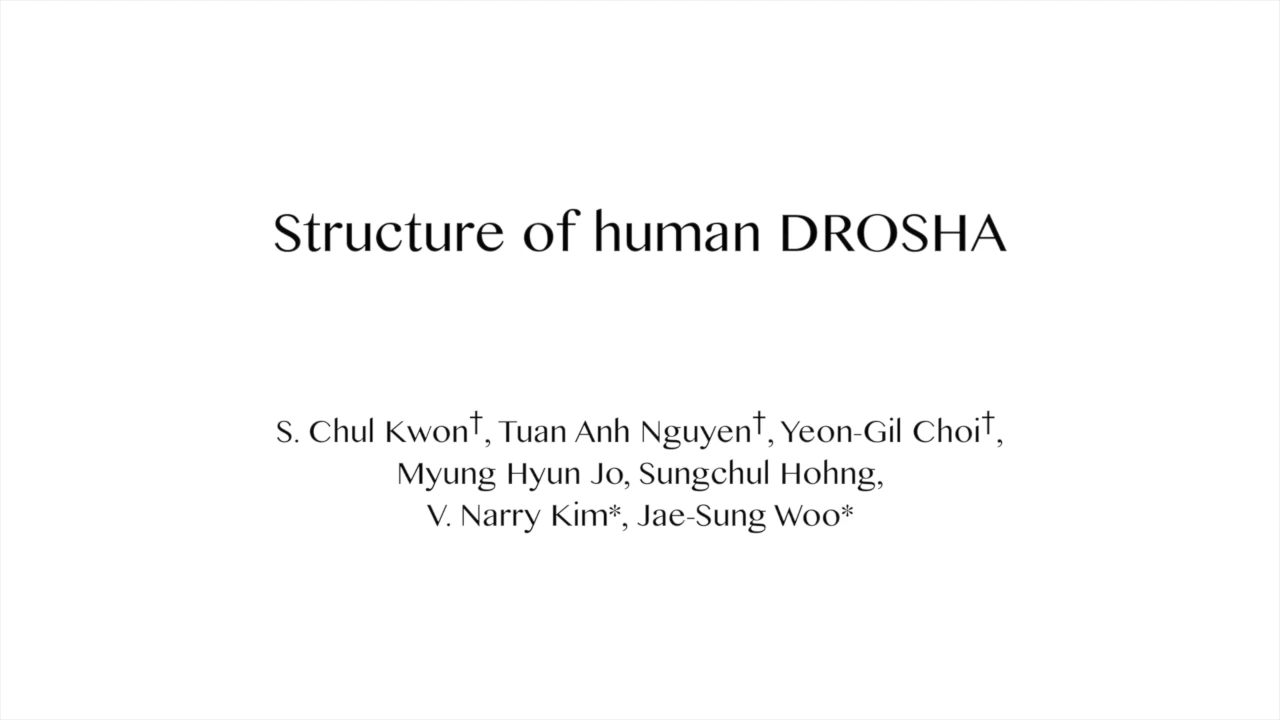 Structure of human DROSHA
S. Chul Kwon†, Tuan Anh Nguyen†, Yeon-Gil Choi†,
Myung Hyun Jo, Sungchul Hohng,
V. Narry Kim*, Jae-Sung Woo*